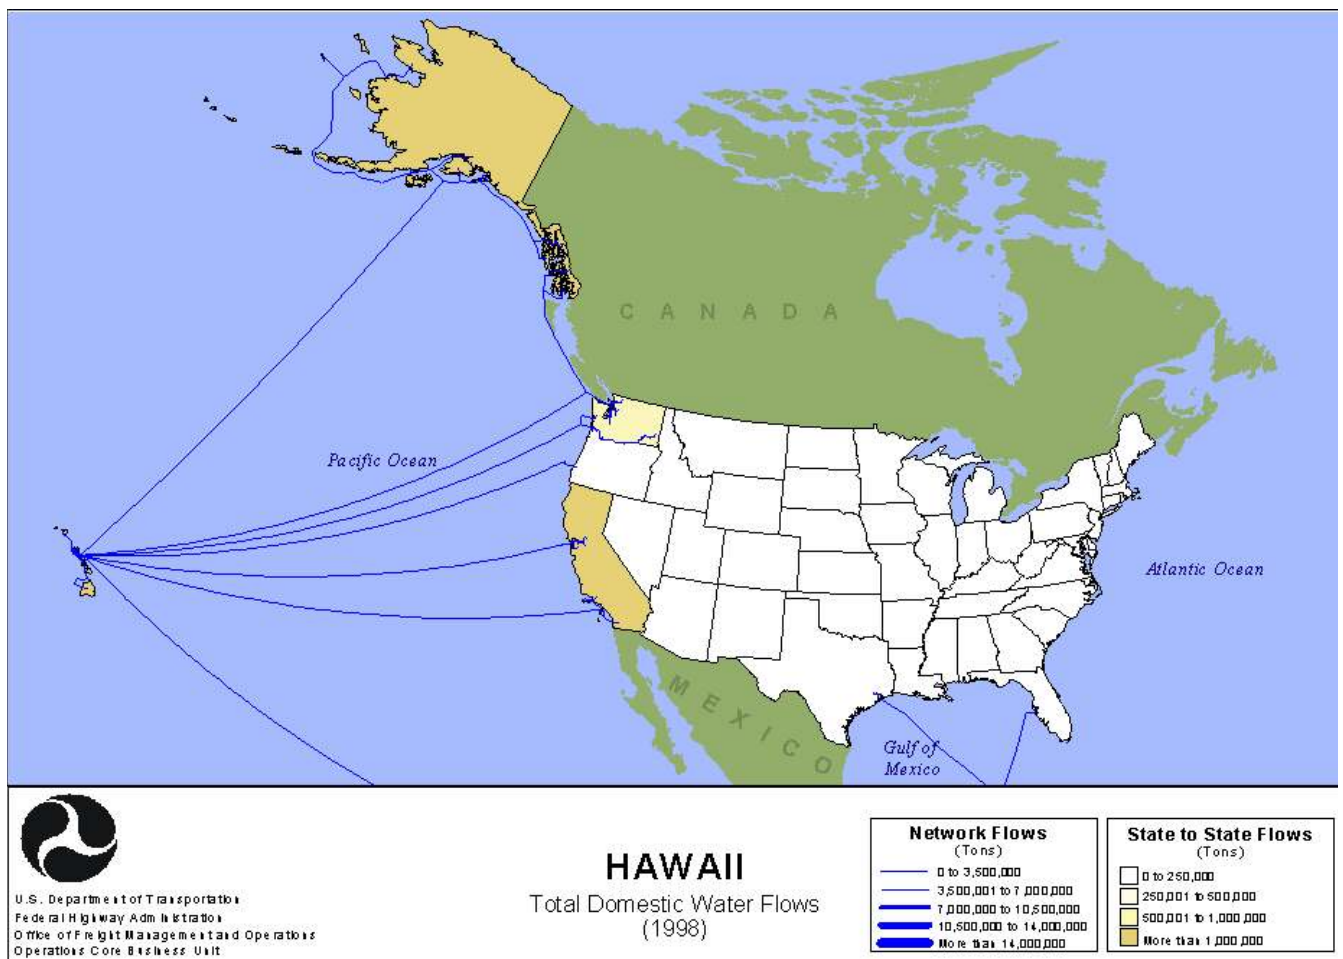 C A N A D A
Pacific Ocean
Atlantic Ocean
M E X I C O
Gulf of
Mexico
U.S. Department of Transportation
Federal Highway Administration
Office of Freight Management and Operations
Operations Core Business Unit
HAWAII
Total Domestic Water Flows
(1998)
Network Flows
(Tons)
0 to 3,500,000
3,500,001 to 7,000,000
7,000,000 to 10,500,000
10,500,000 to 14,000,000
More than 14,000,000
State to State Flows
(Tons)
0 to 250,000
250,001 to 500,000
500,001 to 1,000,000
More than 1,000,000